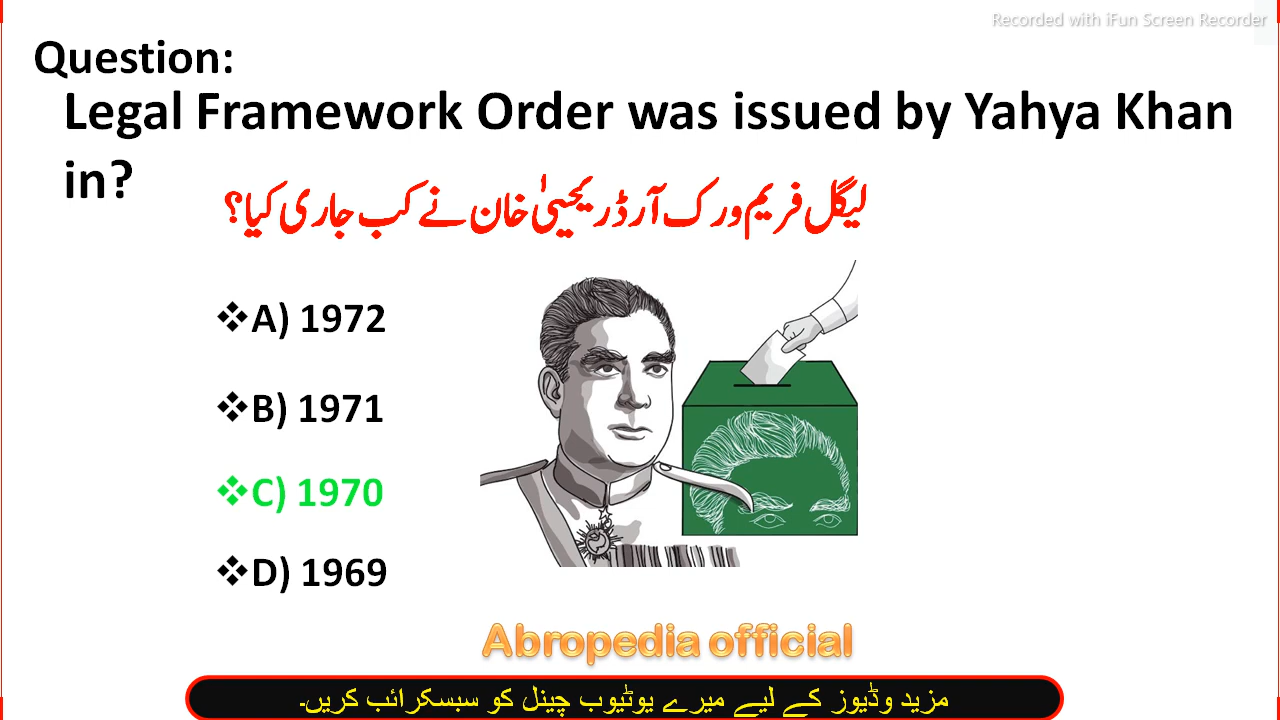 Recorded with iFun Screen Recorder
Question:
Legal Framework Order was issued by Yahya Khan
in?
لیگل فریم ورک آرڈر یحییٰ خان نے کب جاری کیا؟
❖A) 1972
❖B) 1971
❖C) 1970
❖D) 1969
Abropedia official
مزید وڈیوز کے لیے میرے یوٹیوب چینل کو سبسکرائب کریں۔